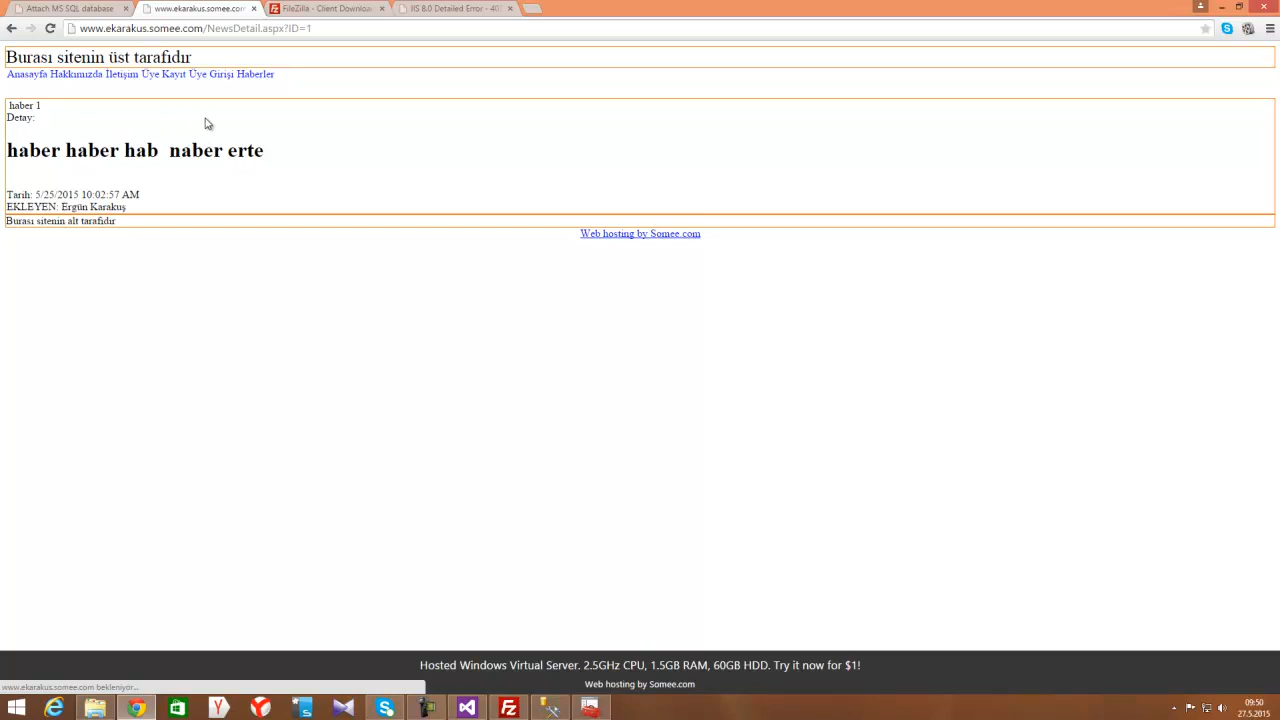 Attach MS SQL database
www.ekarakus.somee.com
FileZilla - Client Downloa
IIS 8.0 Detailed Error - 40
www.ekarakus.somee.com/NewsDetail.aspx?ID=1
Burası sitenin üst tarafıdır
Anasayfa Hakkımızda İletişim Üye Kayıt Üye Girişi Haberler
haber 1
Detay:
haber haber hab naber erte
Tarih: 5/25/2015 10:02:57 AM
EKLEYEN: Ergün Karakuş
Burası sitenin alt tarafıdır
Web hosting by Somee.com
Hosted Windows Virtual Server. 2.5GHz CPU, 1.5GB RAM, 60GB HDD. Try it now for $1!
Web hosting by Somee.com
www.ekarakus.somee.com bekleniyor...
09:50
27.5.2015